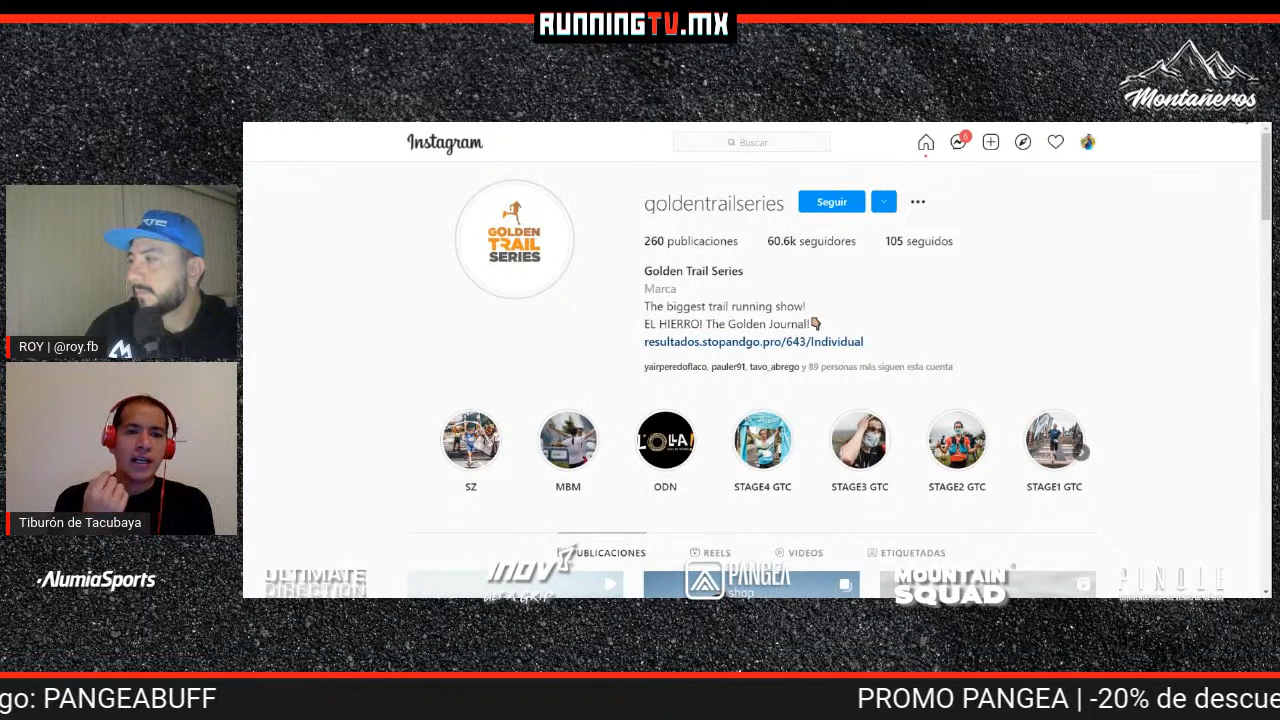 RUNNINGTV.MX
Montañeros
Instagram
Buscar
6
goldentrailseries
Seguir
260 publicaciones
60.6k seguidores
105 seguidos
GOLDEN
TRAIL
SERIES
Golden Trail Series
Marca
The biggest trail running show!
EL HIERRO! The Golden Journal!
resultados.stopandgo.pro/643/Individual
yairperedoflaco, pauler91, tavo_abrego y 89 personas más siguen esta cuenta
ROY | @roy.fb
Tiburón de Tacubaya
SZ
MBM
ODN
STAGE4 GTC
STAGE3 GTC
STAGE2 GTC
STAGE1 GTC
PUBLICACIONES
REELS
VIDEOS
ETIQUETADAS
AlumiaSports
ULTIMATE
DIRECTION
PANGEA
shop
MOUNTAIN
SQUAD
PINOLE
go: PANGEABUFF
PROMO PANGEA | -20% de descue